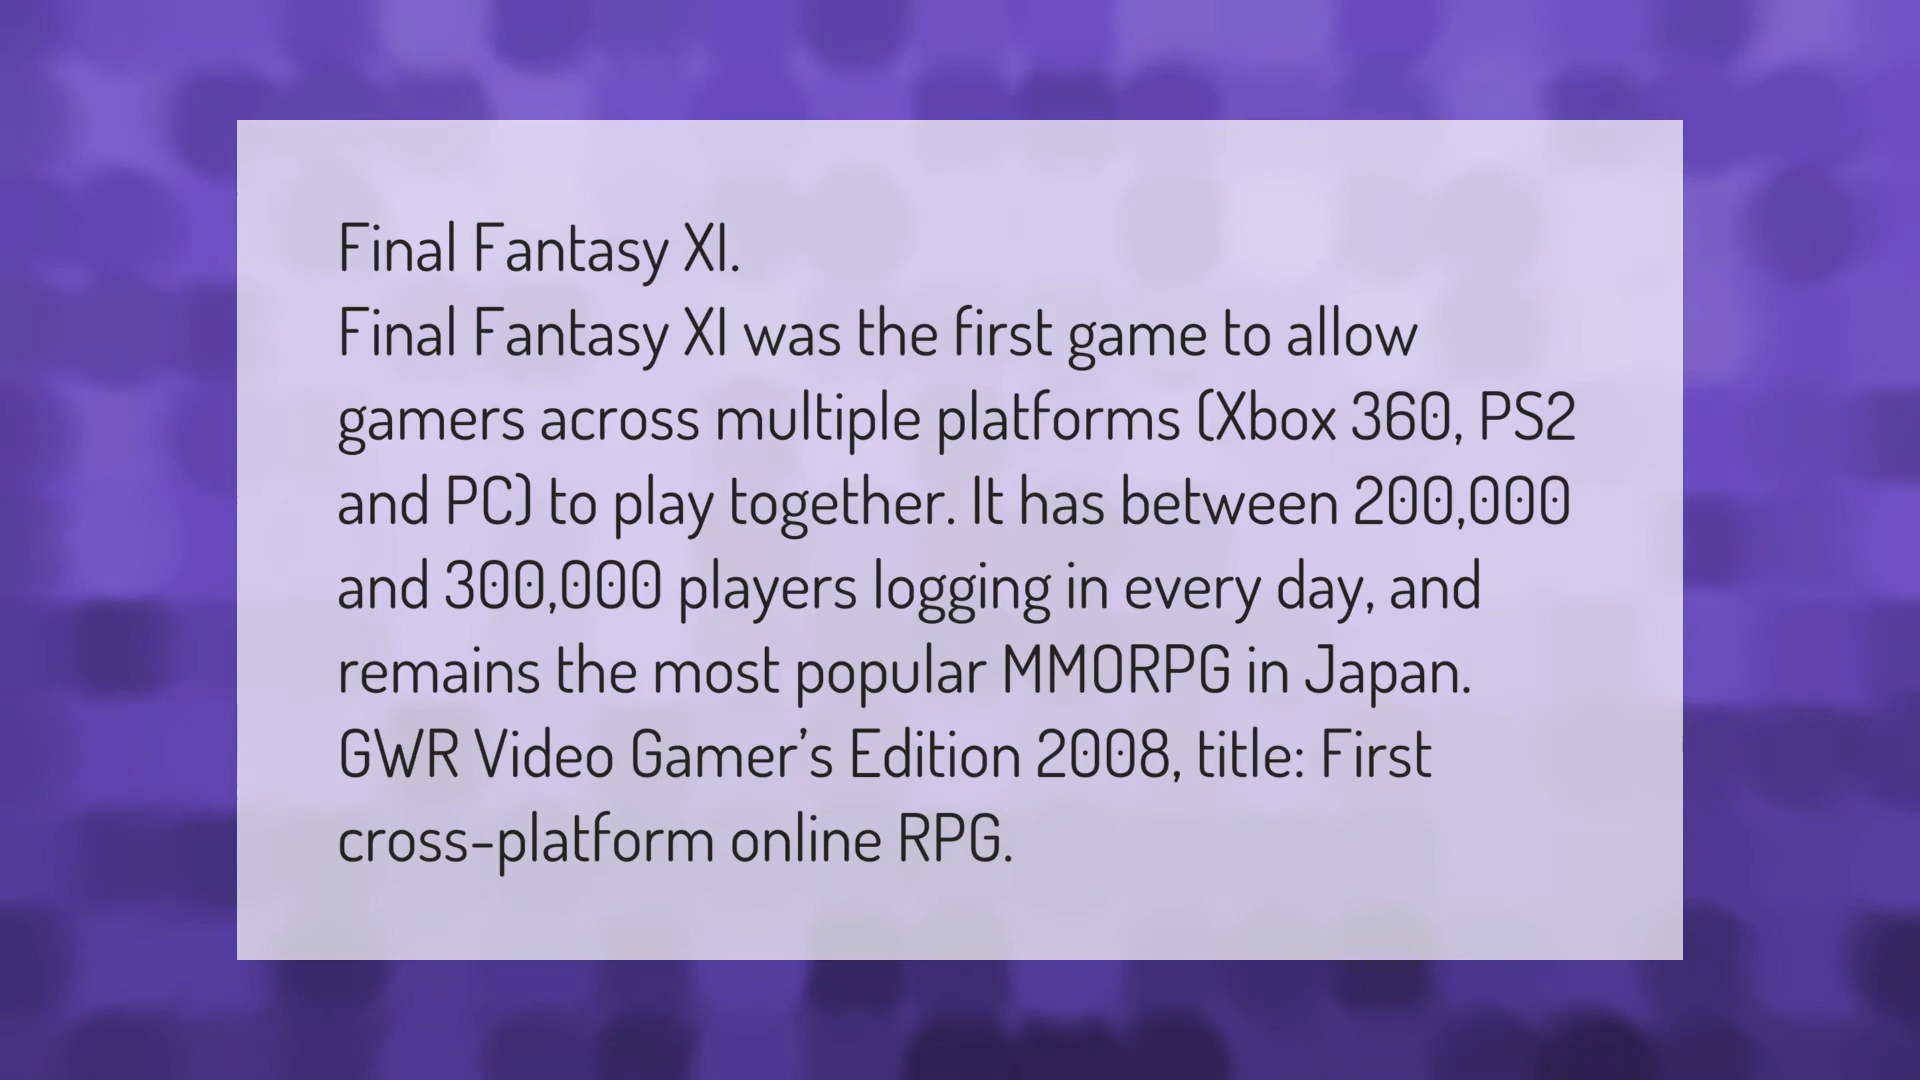 Final Fantasy XI.
Final Fantasy XI was the first game to allow
gamers across multiple platforms (Xbox 360, PS2
and PC) to play together. It has between 200,000
and 300,000 players logging in every day, and
remains the most popular MMORPG in Japan.
GWR Video Gamer’s Edition 2008, title: First
cross-platform online RPG.